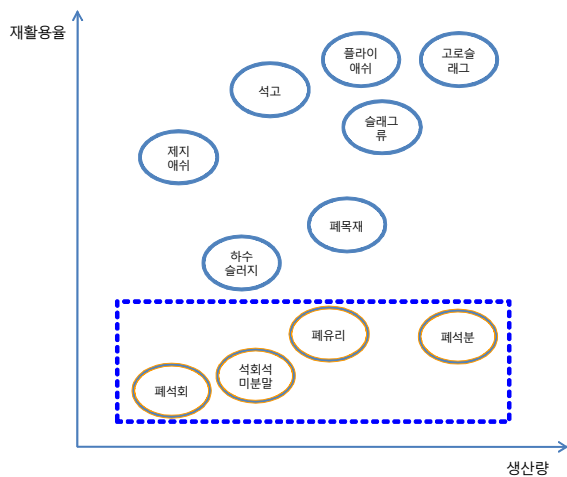 재활용율
플라이
애쉬
고로슬
래그
석고
슬래그
류
제지
애쉬
폐목재
하수
슬러지
폐유리
폐석분
석회석
미분말
폐석회
생산량